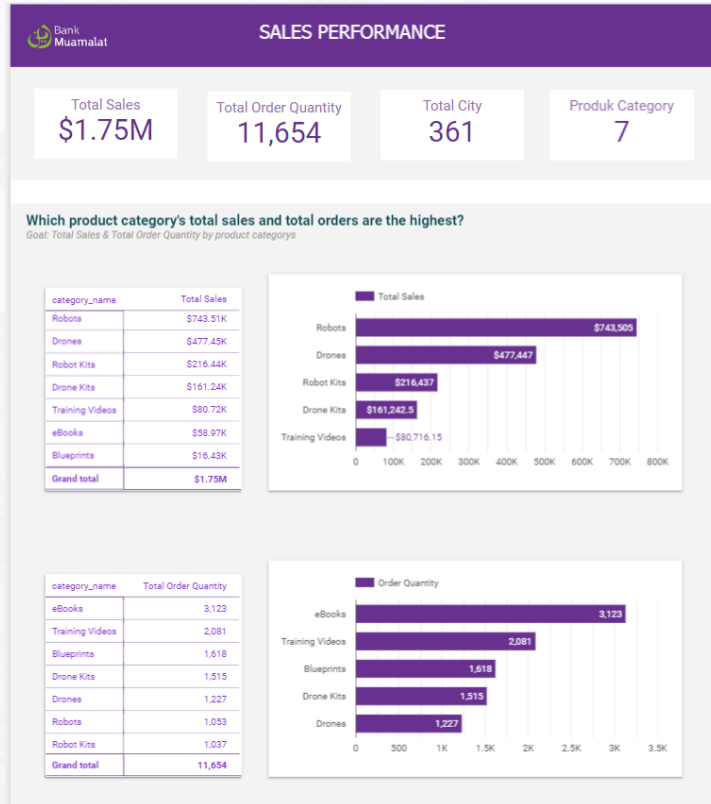 Bank
Muamalat
SALES PERFORMANCE
Total Sales
$1.75M
Total Order Quantity
11,654
Total City
361
Produk Category
7
Which product category's total sales and total orders are the highest?
Goal: Total Sales & Total Order Quantity by product categorys
category_name Total Sales
Robots $743.51K
Drones $477.45K
Robot Kits $216.44K
Drone Kits $161.24K
Training Videos $80.72K
eBooks $58.97K
Blueprints $16.43K
Grand total $1.75M
Total Sales
Robots $743,505
Drones $477,447
Robot Kits $216,437
Drone Kits $161,242.5
Training Videos $80,716.15
0 100K 200K 300K 400K 500K 600K 700K 800K
category_name Total Order Quantity
eBooks 3,123
Training Videos 2,081
Blueprints 1,618
Drone Kits 1,515
Drones 1,227
Robots 1,053
Robot Kits 1,037
Grand total 11,654
Order Quantity
eBooks 3,123
Training Videos 2,081
Blueprints 1,618
Drone Kits 1,515
Drones 1,227
0 500 1K 1.5K 2K 2.5K 3K 3.5K